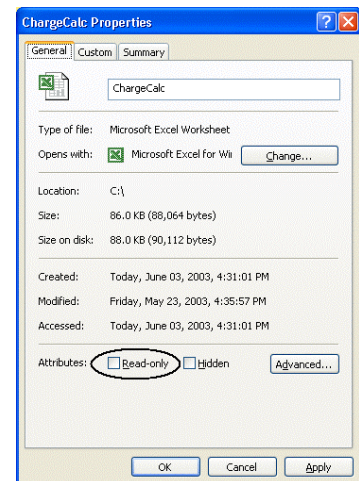 ChargeCalc Properties
General Custom Summary
ChargeCalc
Type of file: Microsoft Excel Worksheet
Opens with: Microsoft Excel for Wi Change...
Location: C:\
Size: 86.0 KB (88,064 bytes)
Size on disk: 88.0 KB (90,112 bytes)
Created: Today, June 03, 2003, 4:31:01 PM
Modified: Friday, May 23, 2003, 4:35:57 PM
Accessed: Today, June 03, 2003, 4:31:01 PM
Attributes: Read-only Hidden Advanced...
OK Cancel Apply